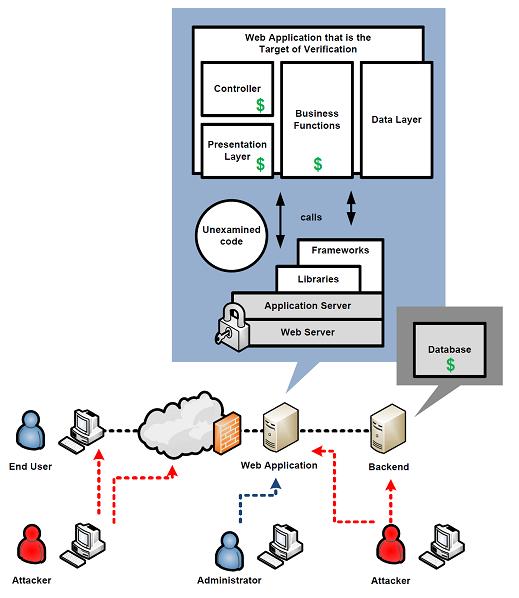 Web Application that is the
Target of Verification
Controller
$
Presentation
Layer
$
Business
Functions
$
Data Layer
Unexamined
code
calls
Frameworks
Libraries
Application Server
Web Server
Database
$
End User
Web Application
Backend
Attacker
Administrator
Attacker